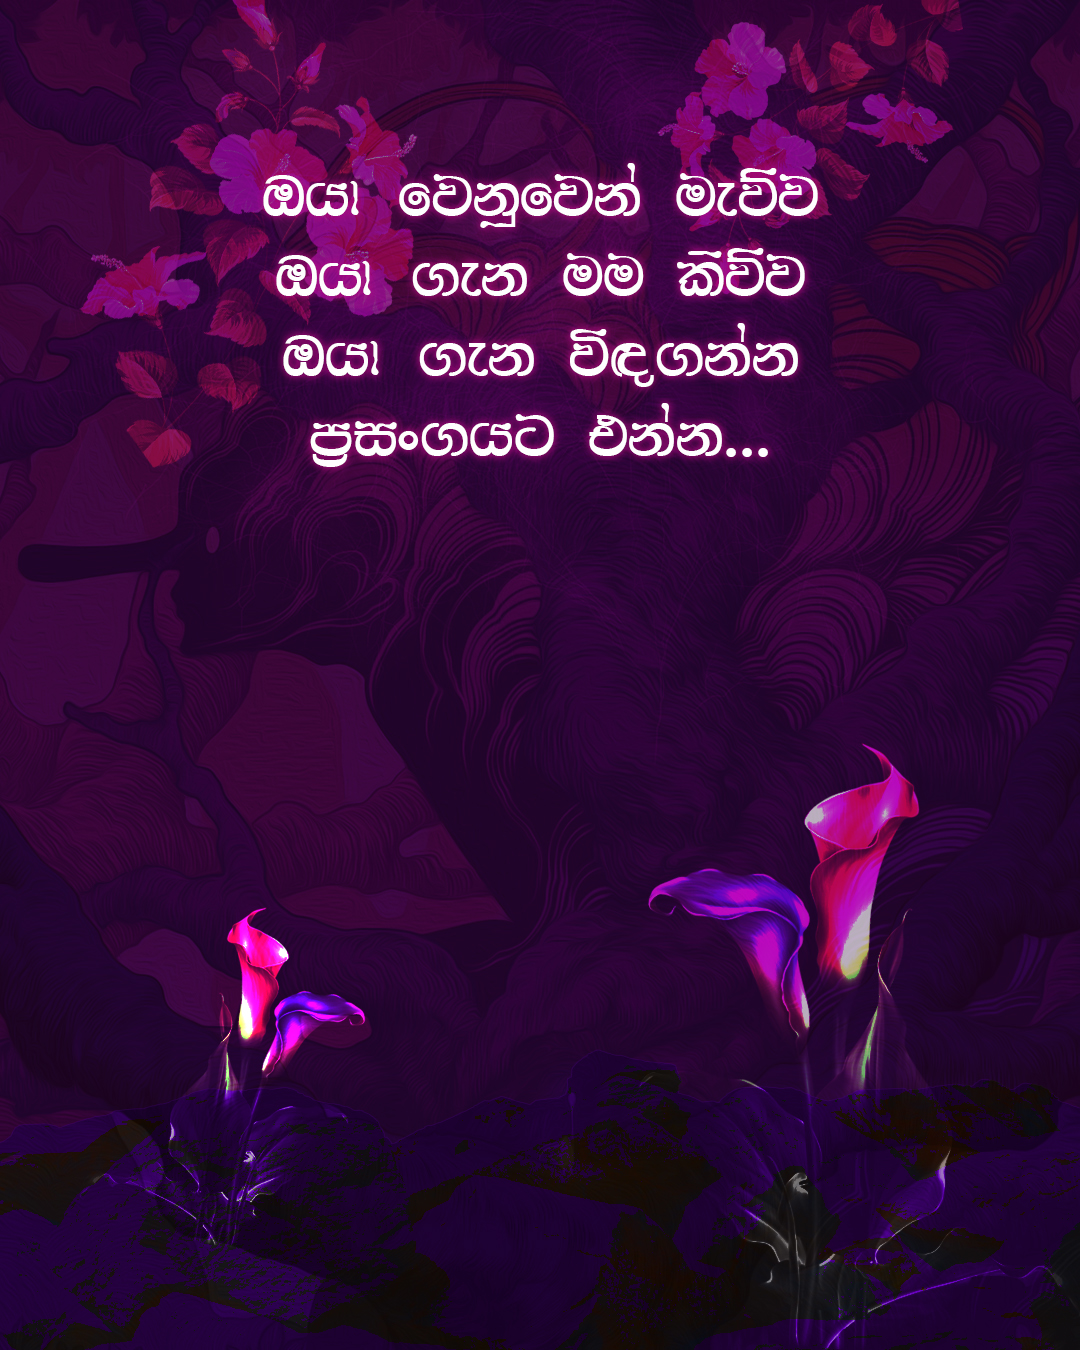 ඔයා වෙනුවෙන් මැව්ව
ඔයා ගැන මම කිව්ව
ඔයා ගැන විඳගන්න
ප්‍රසංගයට එන්න...